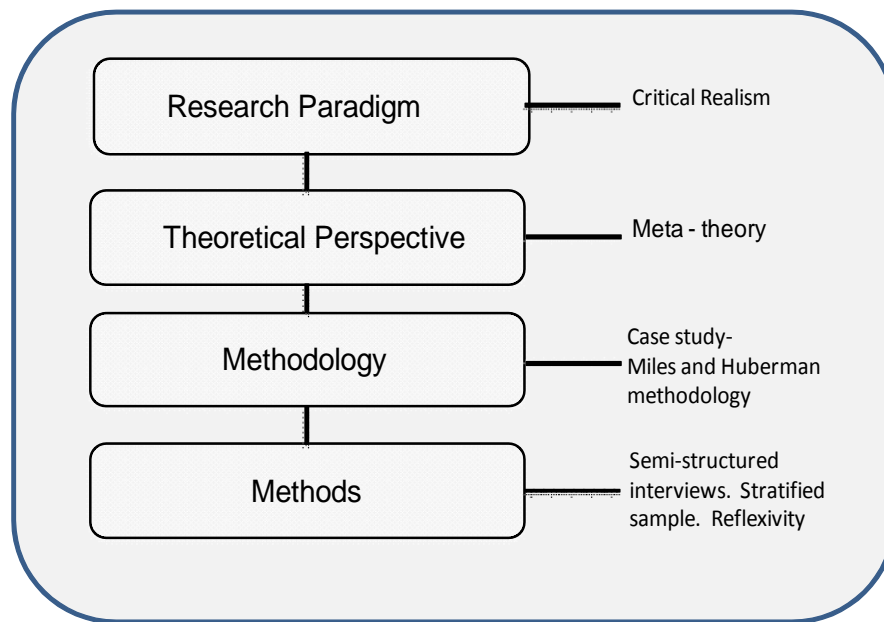 Research Paradigm
Critical Realism
Theoretical Perspective
Meta - theory
Methodology
Case study-
Miles and Huberman
methodology
Methods
Semi-structured
interviews. Stratified
sample. Reflexivity